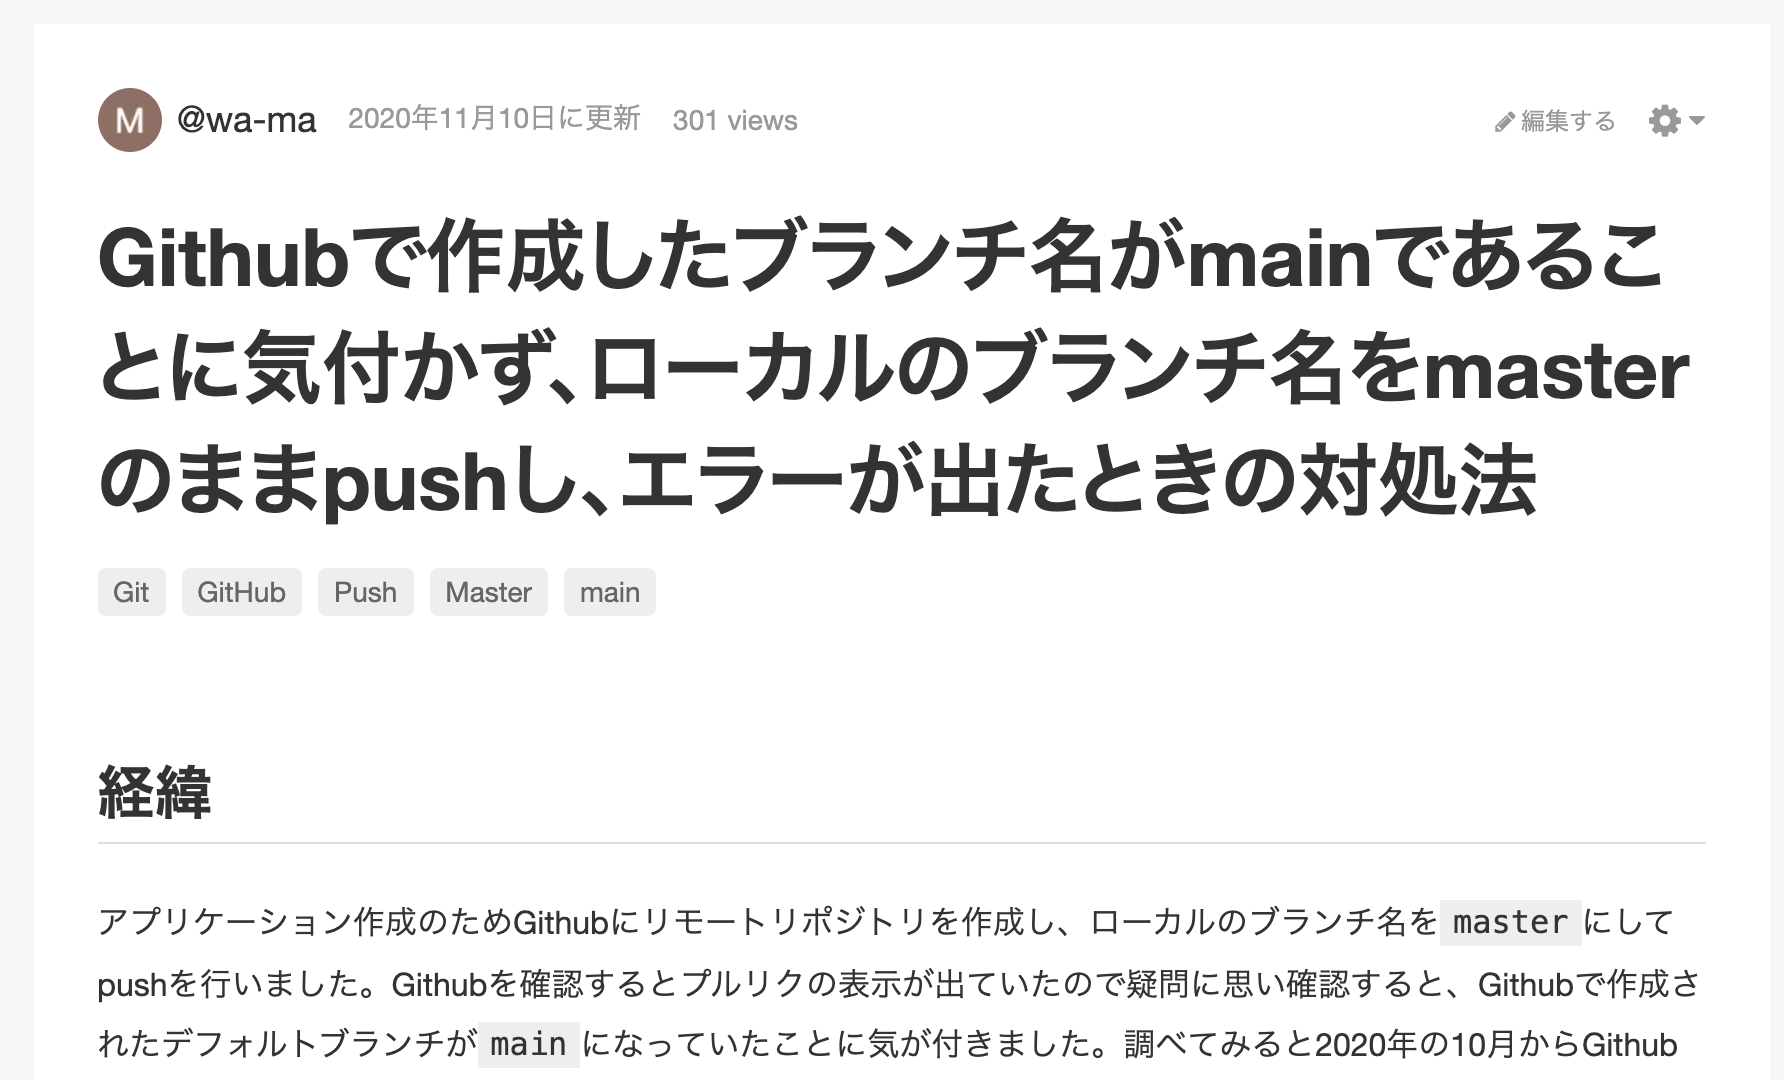 M @wa-ma 2020年11月10日に更新 301 views 編集する
Githubで作成したブランチ名がmainであるこ
とに気付かず、ローカルのブランチ名をmaster
のままpushし、エラーが出たときの対処法
Git GitHub Push Master main
経緯
アプリケーション作成のためGithubにリモートリポジトリを作成し、ローカルのブランチ名を master にして
pushを行いました。Githubを確認するとプルリクの表示が出ていたので疑問に思い確認すると、Githubで作成さ
れたデフォルトブランチが main になっていたことに気が付きました。調べてみると2020年の10月からGithub